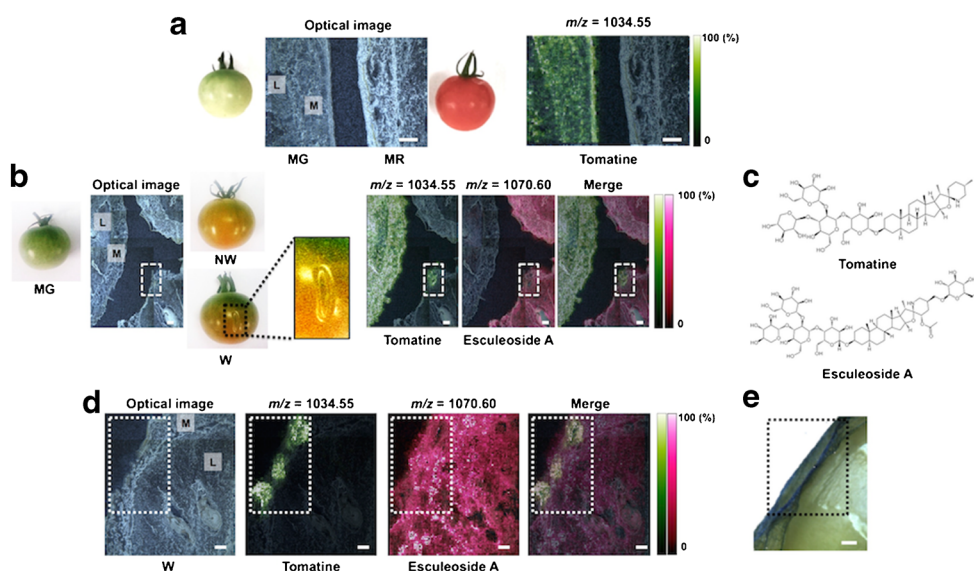 a
Optical image
m/z = 1034.55
100 (%)
L
M
0
MG
MR
Tomatine
b
Optical image
m/z = 1034.55
m/z = 1070.60
Merge
100 (%)
L
M
NW
MG
W
0
Tomatine
Esculeoside A
c
Tomatine
Esculeoside A
d
Optical image
m/z = 1034.55
m/z = 1070.60
Merge
100 (%)
M
L
0
W
Tomatine
Esculeoside A
e